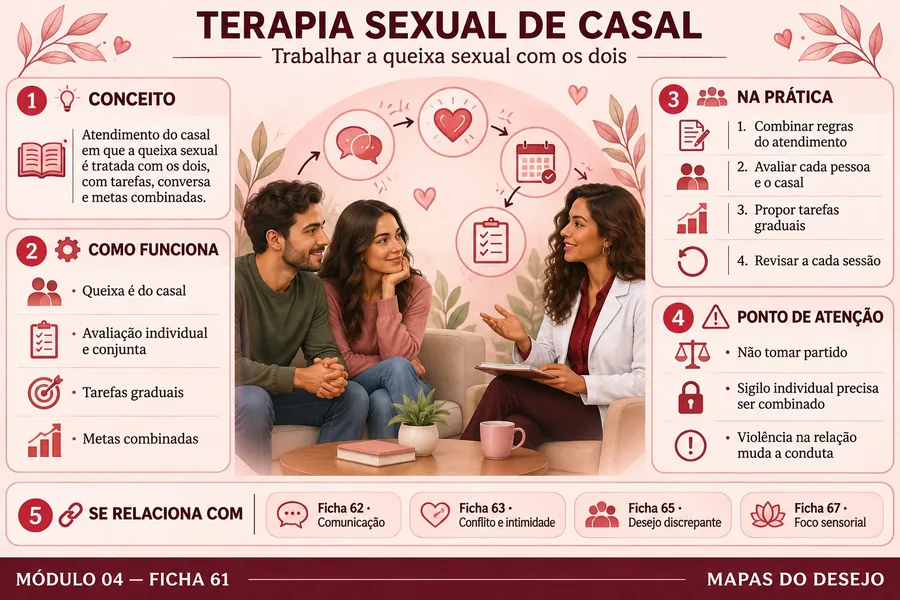 TERAPIA SEXUAL DE CASAL
Trabalhar a queixa sexual com os dois
1 CONCEITO
Atendimento do casal
em que a queixa sexual
é tratada com os dois,
com tarefas, conversa
e metas combinadas.
2 COMO FUNCIONA
• Queixa é do casal
• Avaliação individual
e conjunta
• Tarefas graduais
• Metas combinadas
3 NA PRÁTICA
1. Combinar regras
do atendimento
2. Avaliar cada pessoa
e o casal
3. Propor tarefas
graduais
4. Revisar a cada sessão
4 PONTO DE ATENÇÃO
• Não tomar partido
• Sigilo individual precisa
ser combinado
• Violência na relação
muda a conduta
5 SE RELACIONA COM
Ficha 62 •
Comunicação
Ficha 63 •
Conflito e intimidade
Ficha 65 •
Desejo discrepante
Ficha 67 •
Foco sensorial
MÓDULO 04 — FICHA 61
MAPAS DO DESEJO